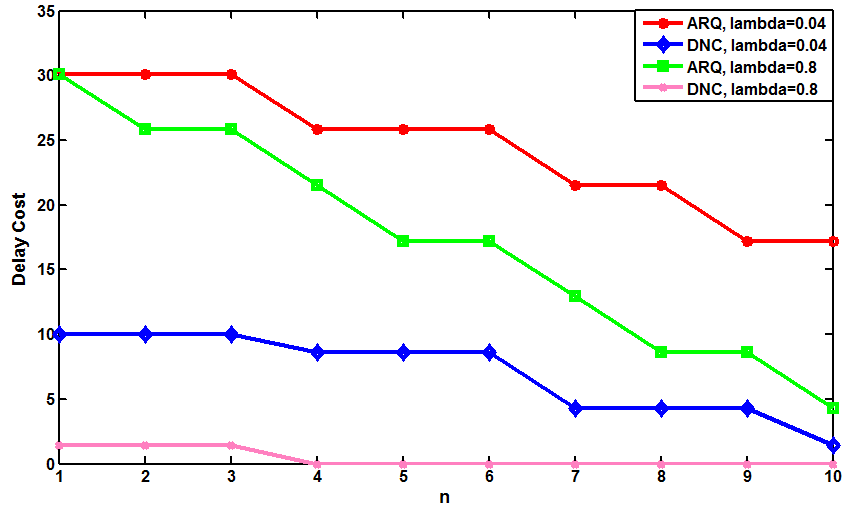 35
30
25
20
15
10
5
0
Delay Cost
1 2 3 4 5 6 7 8 9 10
n
ARQ, lambda=0.04
DNC, lambda=0.04
ARQ, lambda=0.8
DNC, lambda=0.8